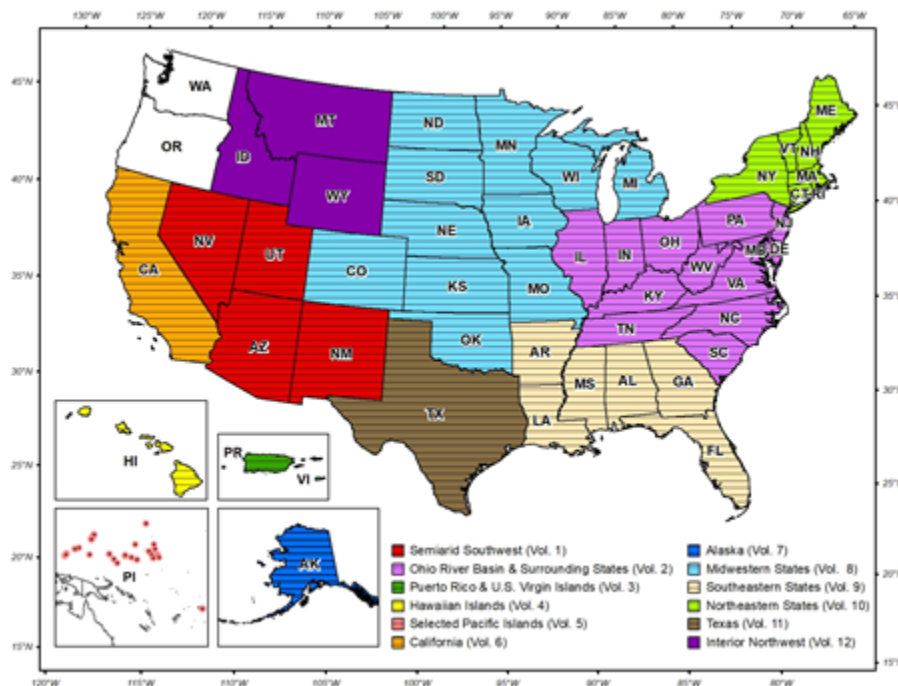 130°W 125°W 120°W 115°W 110°W 105°W 100°W 95°W 90°W 85°W 80°W 75°W 70°W 65°W
45°N
40°N
35°N
30°N
25°N
20°N
15°N
45°N
40°N
35°N
30°N
25°N
20°N
15°N
WA
MT
ND
MN
ME
OR
ID
SD
WI
MI
VT
NH
NY
MA
CT
RI
WY
NE
IA
PA
NJ
NV
UT
CO
KS
MO
IL
IN
OH
WV
MD
DE
VA
CA
KY
NC
TN
AZ
NM
OK
AR
SC
TX
MS
AL
GA
LA
FL
HI
PR
VI
PI
AK
Semiarid Southwest (Vol. 1)
Ohio River Basin & Surrounding States (Vol. 2)
Puerto Rico & U.S. Virgin Islands (Vol. 3)
Hawaiian Islands (Vol. 4)
Selected Pacific Islands (Vol. 5)
California (Vol. 6)
Alaska (Vol. 7)
Midwestern States (Vol. 8)
Southeastern States (Vol. 9)
Northeastern States (Vol. 10)
Texas (Vol. 11)
Interior Northwest (Vol. 12)
120°W 115°W 110°W 105°W 100°W 95°W 90°W 85°W 80°W